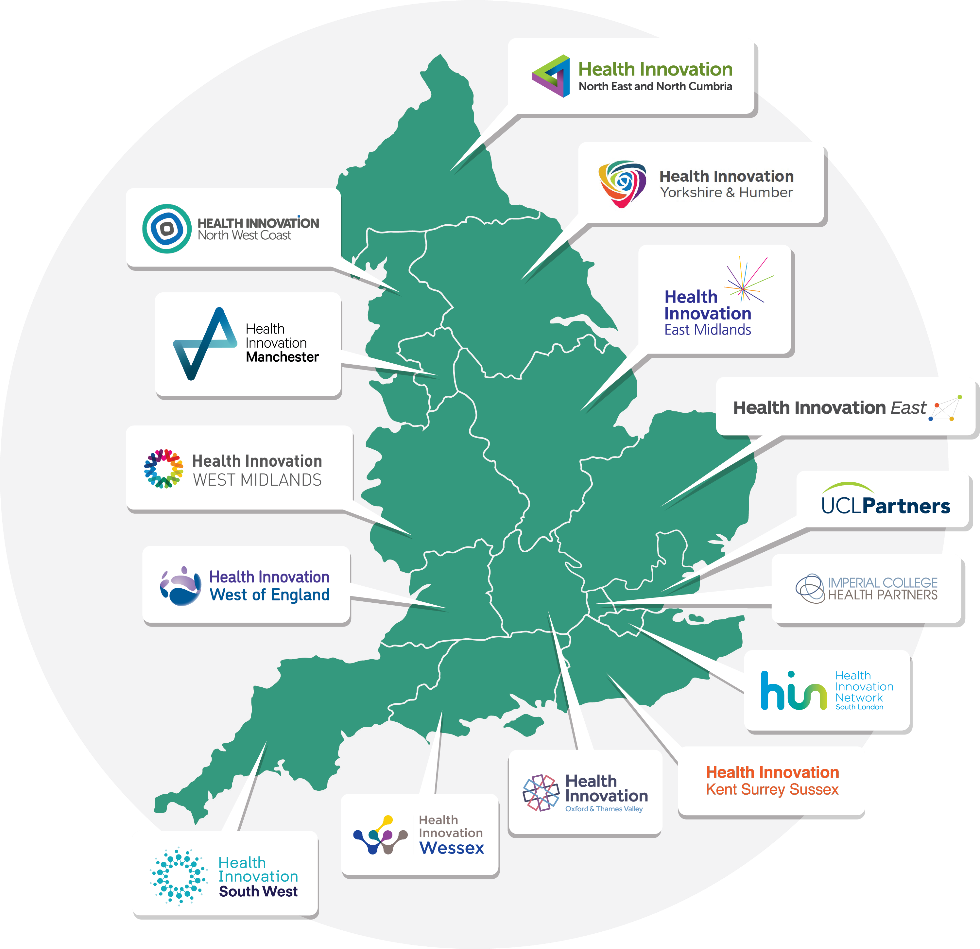 Health Innovation
North East and North Cumbria
Health Innovation
Yorkshire & Humber
HEALTH INNOVATION
North West Coast
Health
Innovation
East Midlands
Health
Innovation
Manchester
Health Innovation East
Health Innovation
WEST MIDLANDS
UCLPartners
Health Innovation
West of England
IMPERIAL COLLEGE
HEALTH PARTNERS
hin
Health
Innovation
Network
South London
Health Innovation
Kent Surrey Sussex
Health
Innovation
Oxford & Thames Valley
Health
Innovation
Wessex
Health
Innovation
South West